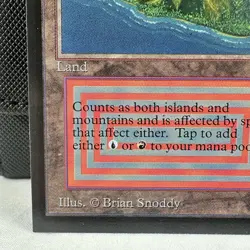 Land
Counts as both islands and
mountains and is affected by sp
that affect either. Tap to add
either or to your mana poo
Illus. © Brian Snoddy